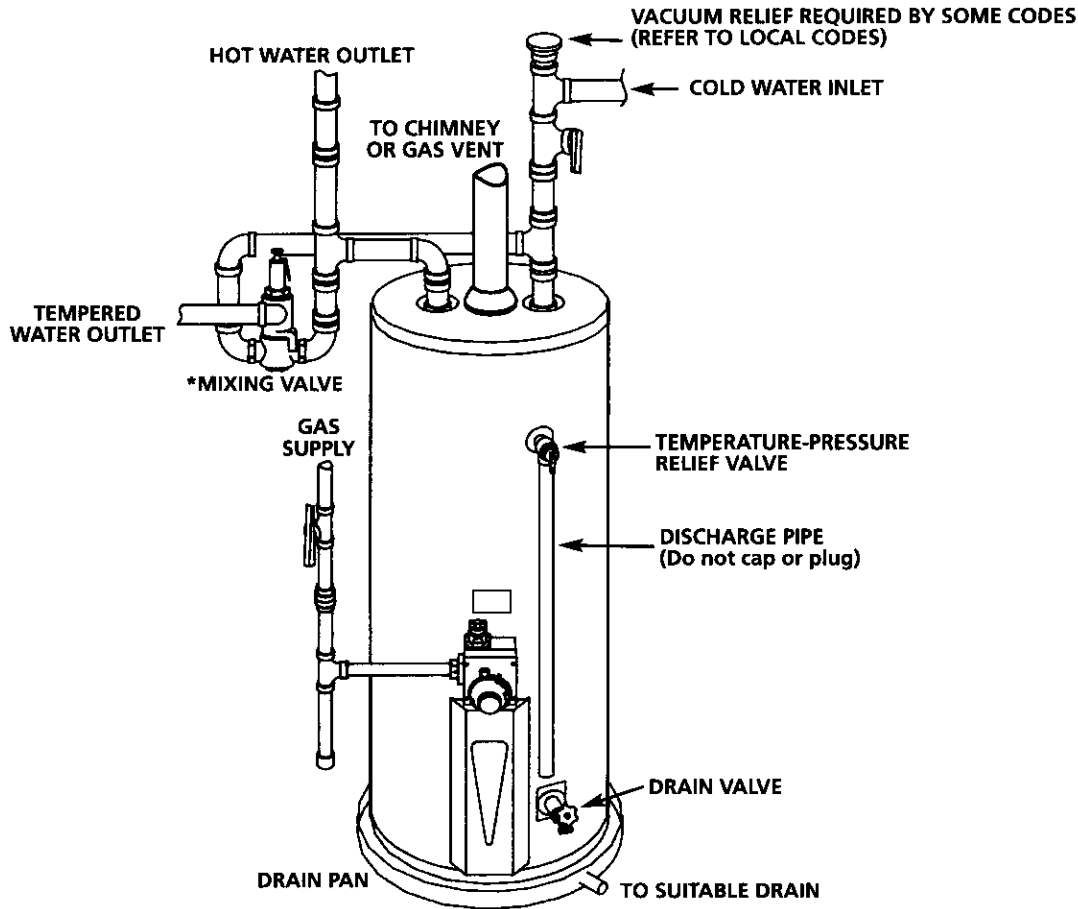 VACUUM RELIEF REQUIRED BY SOME CODES
(REFER TO LOCAL CODES)
HOT WATER OUTLET
COLD WATER INLET
TO CHIMNEY
OR GAS VENT
TEMPERED
WATER OUTLET
*MIXING VALVE
GAS
SUPPLY
TEMPERATURE-PRESSURE
RELIEF VALVE
DISCHARGE PIPE
(Do not cap or plug)
DRAIN VALVE
DRAIN PAN
TO SUITABLE DRAIN